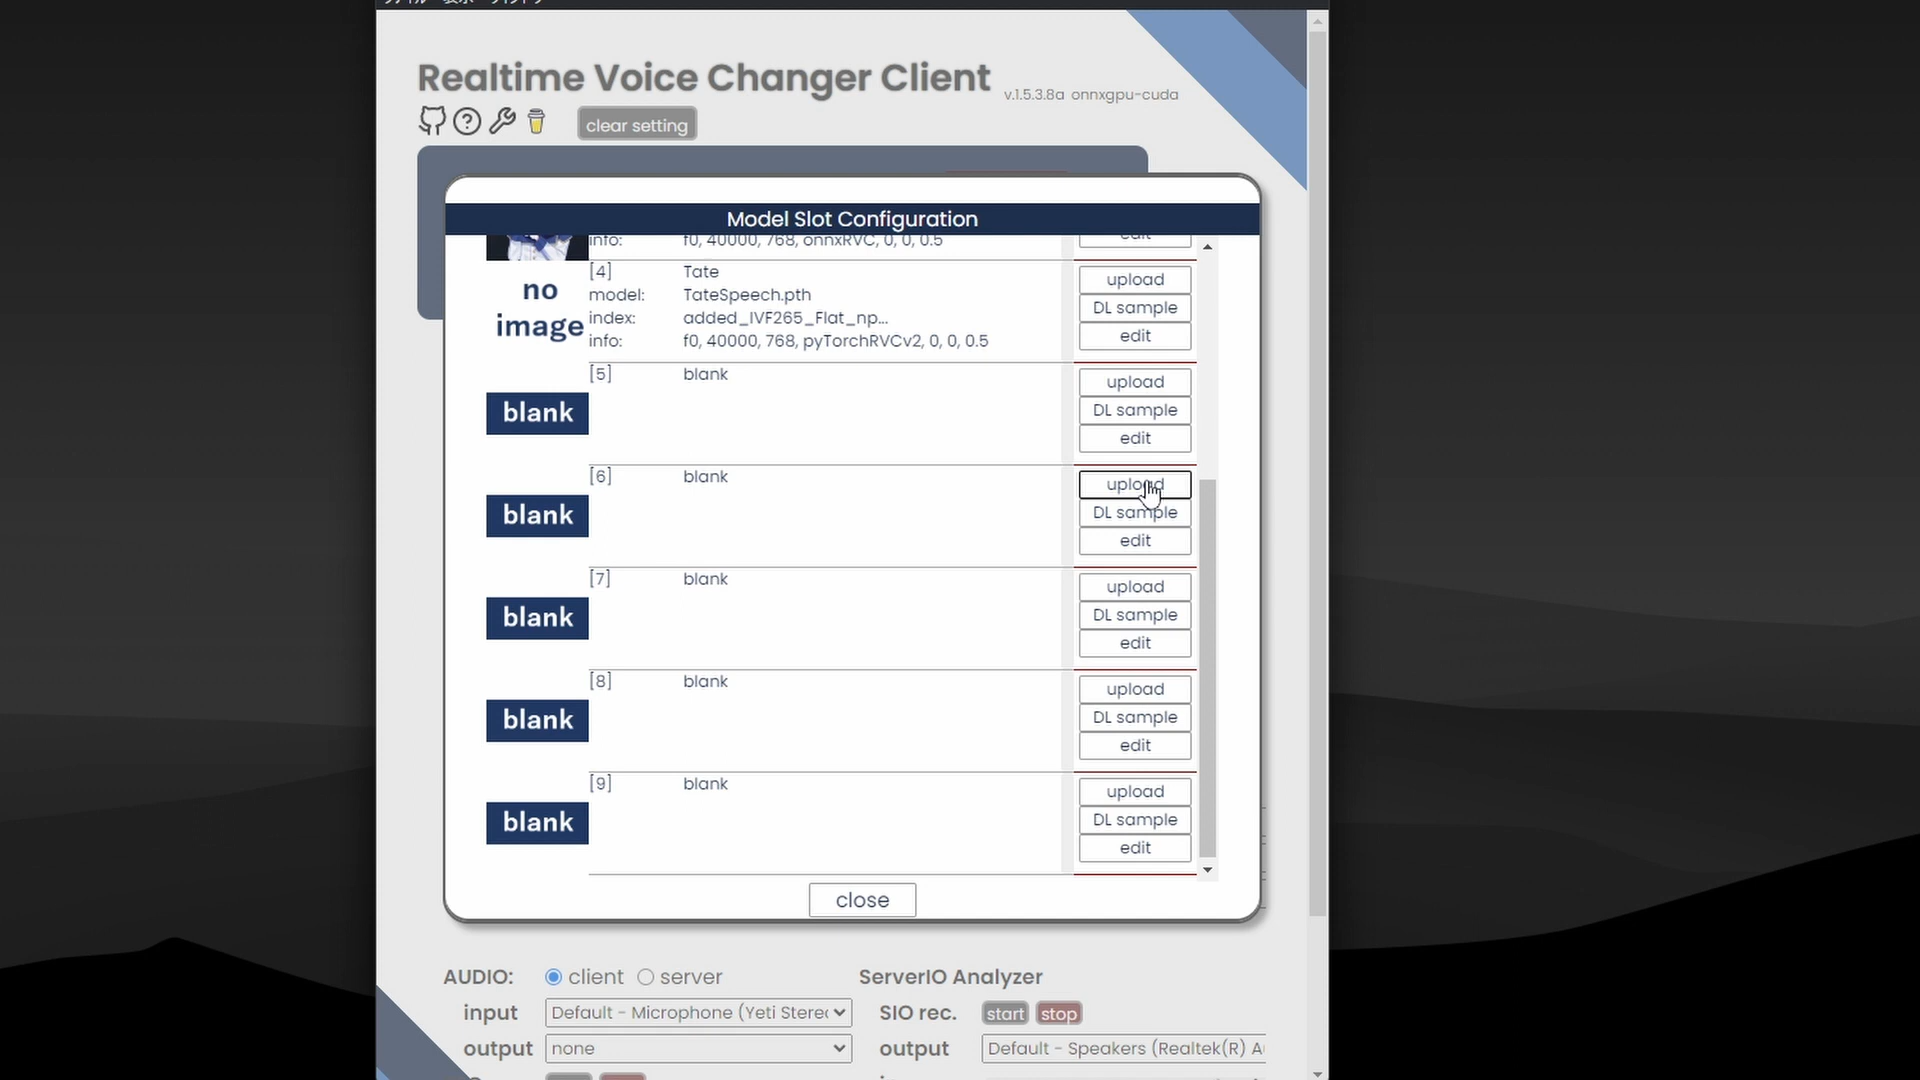 Realtime Voice Changer Client
v.1.5.3.8a onnxgpu-cuda
clear setting
Model Slot Configuration
info: f0, 40000, 768, onnxRVC, 0, 0, 0.5
edit
no image
[4] Tate
model: TateSpeech.pth
index: added_IVF265_Flat_np...
info: f0, 40000, 768, pyTorchRVCv2, 0, 0, 0.5
upload
DL sample
edit
blank
[5] blank
upload
DL sample
edit
blank
[6] blank
upload
DL sample
edit
blank
[7] blank
upload
DL sample
edit
blank
[8] blank
upload
DL sample
edit
blank
[9] blank
upload
DL sample
edit
close
AUDIO: client server
ServerIO Analyzer
input Default - Microphone (Yeti Stere
SIO rec. start stop
output none
output Default - Speakers (Realtek(R) A